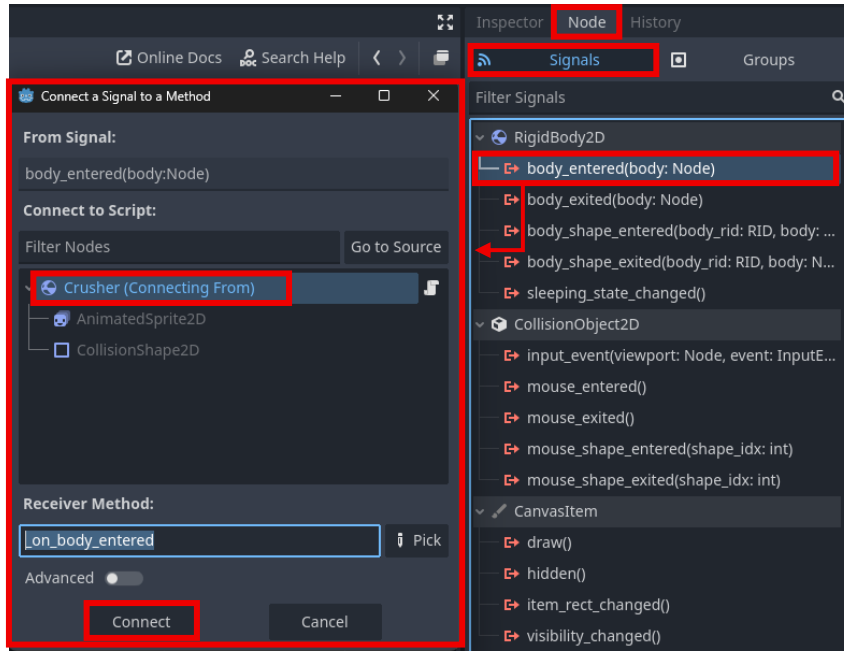 Inspector Node History
Online Docs Search Help
Signals Groups
Connect a Signal to a Method
From Signal:
body_entered(body:Node)
Connect to Script:
Filter Nodes Go to Source
Crusher (Connecting From)
AnimatedSprite2D
CollisionShape2D
Receiver Method:
_on_body_entered Pick
Advanced
Connect Cancel
Filter Signals
RigidBody2D
body_entered(body: Node)
body_exited(body: Node)
body_shape_entered(body_rid: RID, body: ...
body_shape_exited(body_rid: RID, body: N...
sleeping_state_changed()
CollisionObject2D
input_event(viewport: Node, event: InputE...
mouse_entered()
mouse_exited()
mouse_shape_entered(shape_idx: int)
mouse_shape_exited(shape_idx: int)
CanvasItem
draw()
hidden()
item_rect_changed()
visibility_changed()